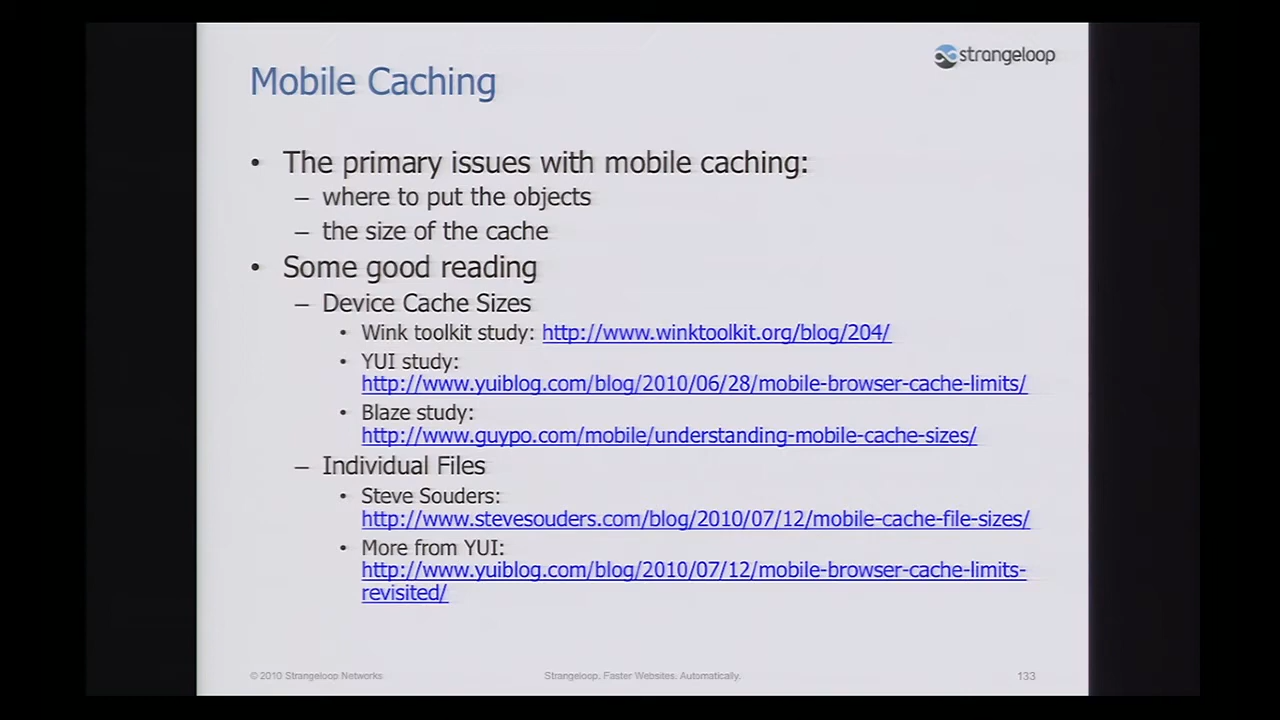 strangeloop
Mobile Caching
• The primary issues with mobile caching:
– where to put the objects
– the size of the cache
• Some good reading
– Device Cache Sizes
• Wink toolkit study: http://www.winktoolkit.org/blog/204/
• YUI study:
http://www.yuiblog.com/blog/2010/06/28/mobile-browser-cache-limits/
• Blaze study:
http://www.guypo.com/mobile/understanding-mobile-cache-sizes/
– Individual Files
• Steve Souders:
http://www.stevesouders.com/blog/2010/07/12/mobile-cache-file-sizes/
• More from YUI:
http://www.yuiblog.com/blog/2010/07/12/mobile-browser-cache-limits-
revisited/
© 2010 Strangeloop Networks
Strangeloop. Faster Websites. Automatically.
133